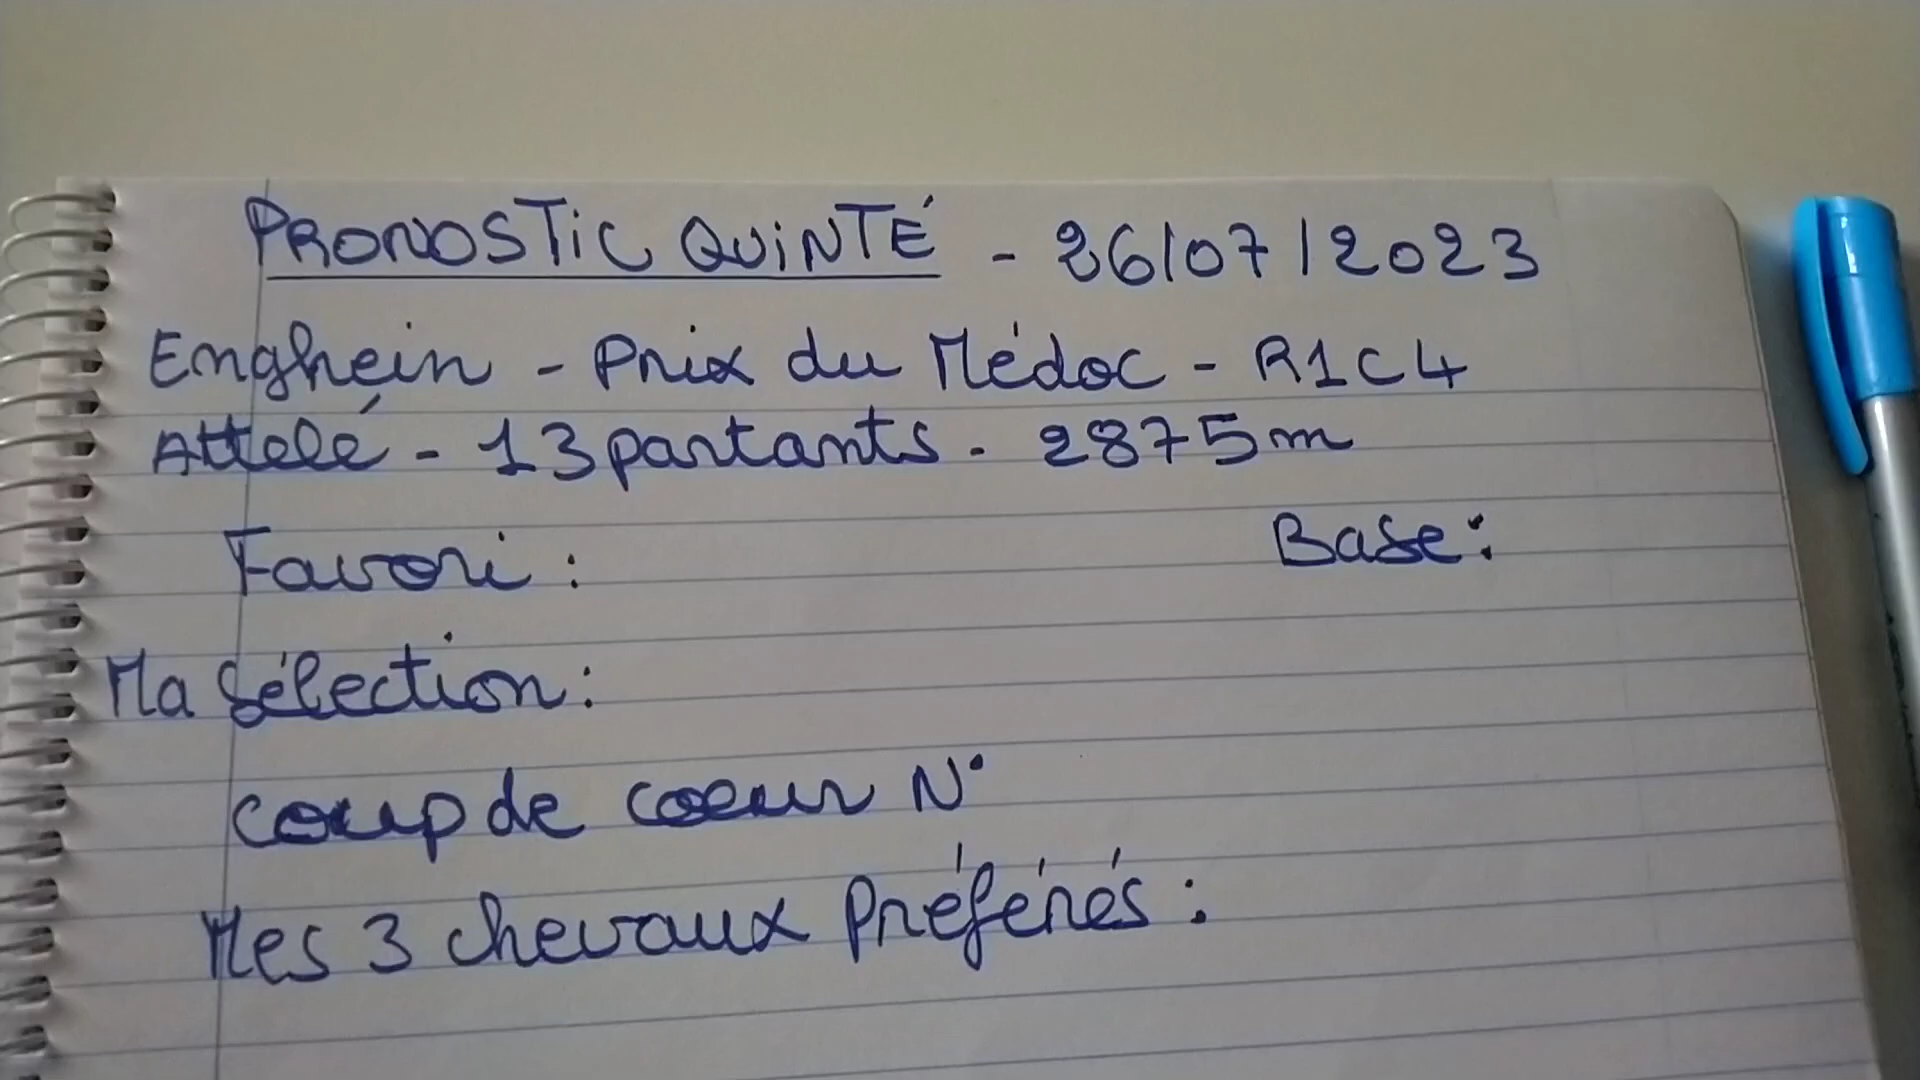 PRONOSTIC QUINTÉ - 26/07/2023
Enghein - Prix du Médoc - R1C4
Attelé - 13 partants - 2875m
Favori :
Base :
Ma sélection :
coup de coeur N°
Mes 3 chevaux Préférés :